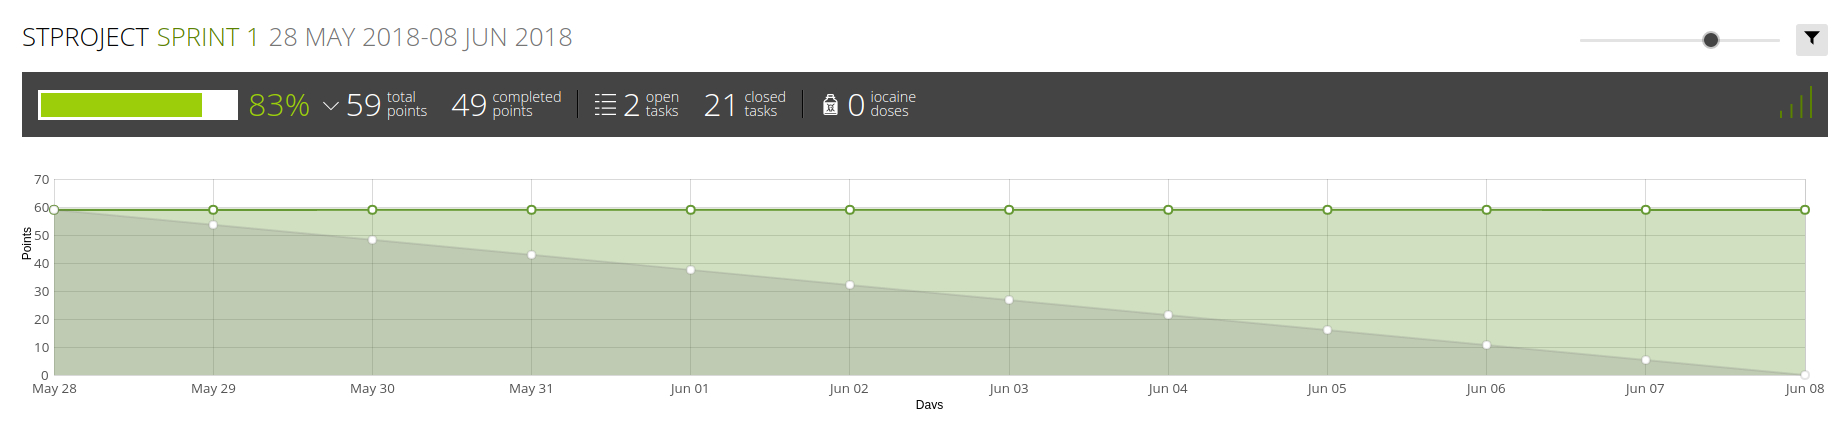 STPROJECT SPRINT 1 28 MAY 2018-08 JUN 2018
83% 59 total points 49 completed points 2 open tasks 21 closed tasks 0 iocaine doses
70
60
50
40
30
20
10
0
Points
May 28 May 29 May 30 May 31 Jun 01 Jun 02 Jun 03 Jun 04 Jun 05 Jun 06 Jun 07 Jun 08
Days